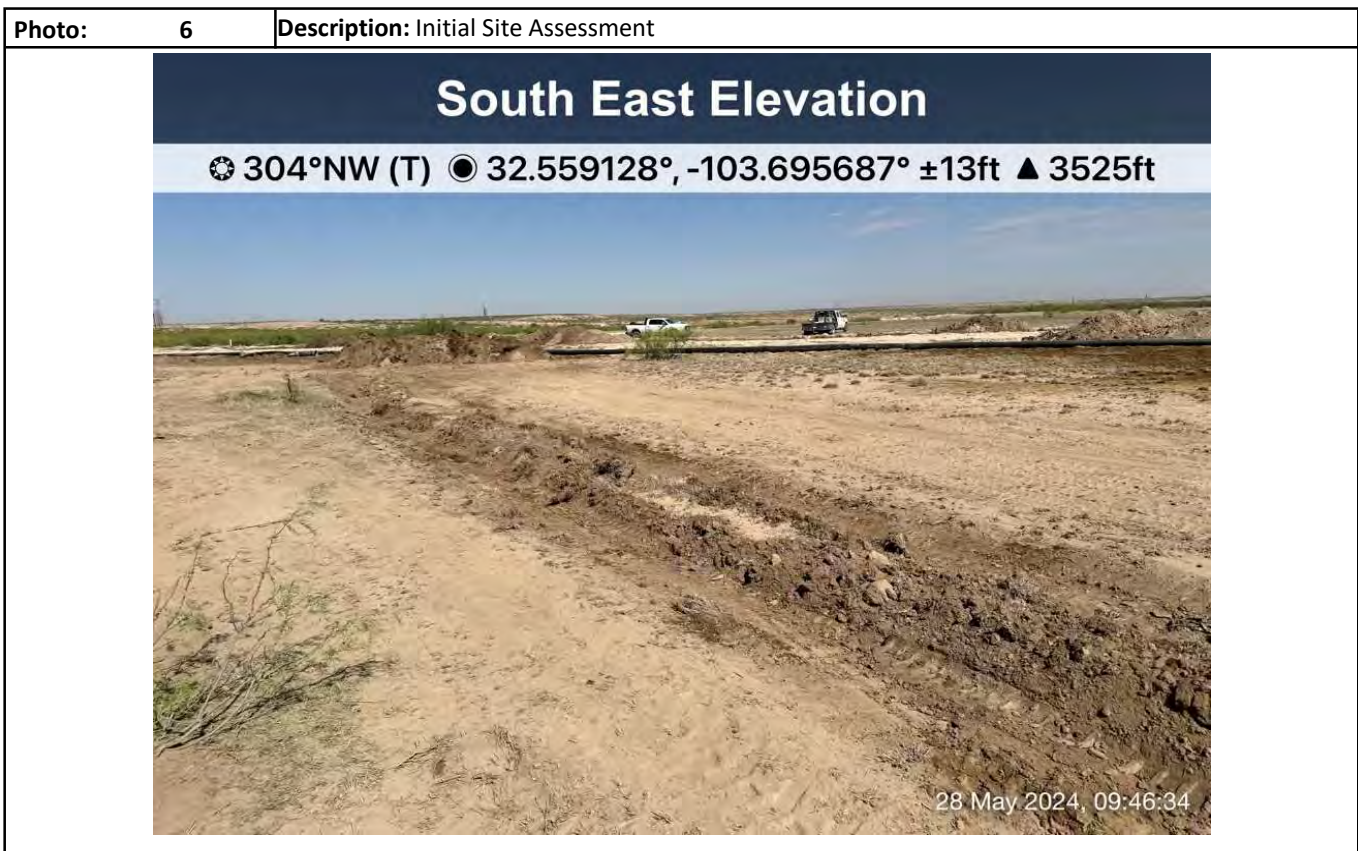 Photo: 6 Description: Initial Site Assessment
South East Elevation
304°NW (T) 32.559128°, -103.695687° ±13ft ▲ 3525ft
28 May 2024, 09:46:34